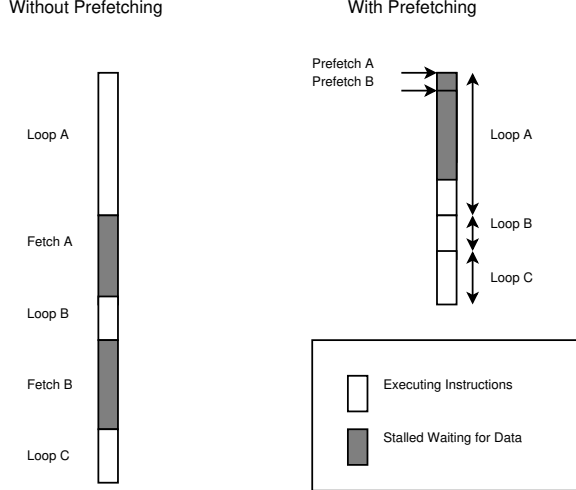 Without Prefetching
With Prefetching
Loop A
Fetch A
Loop B
Fetch B
Loop C
Prefetch A
Prefetch B
Loop A
Loop B
Loop C
Executing Instructions
Stalled Waiting for Data